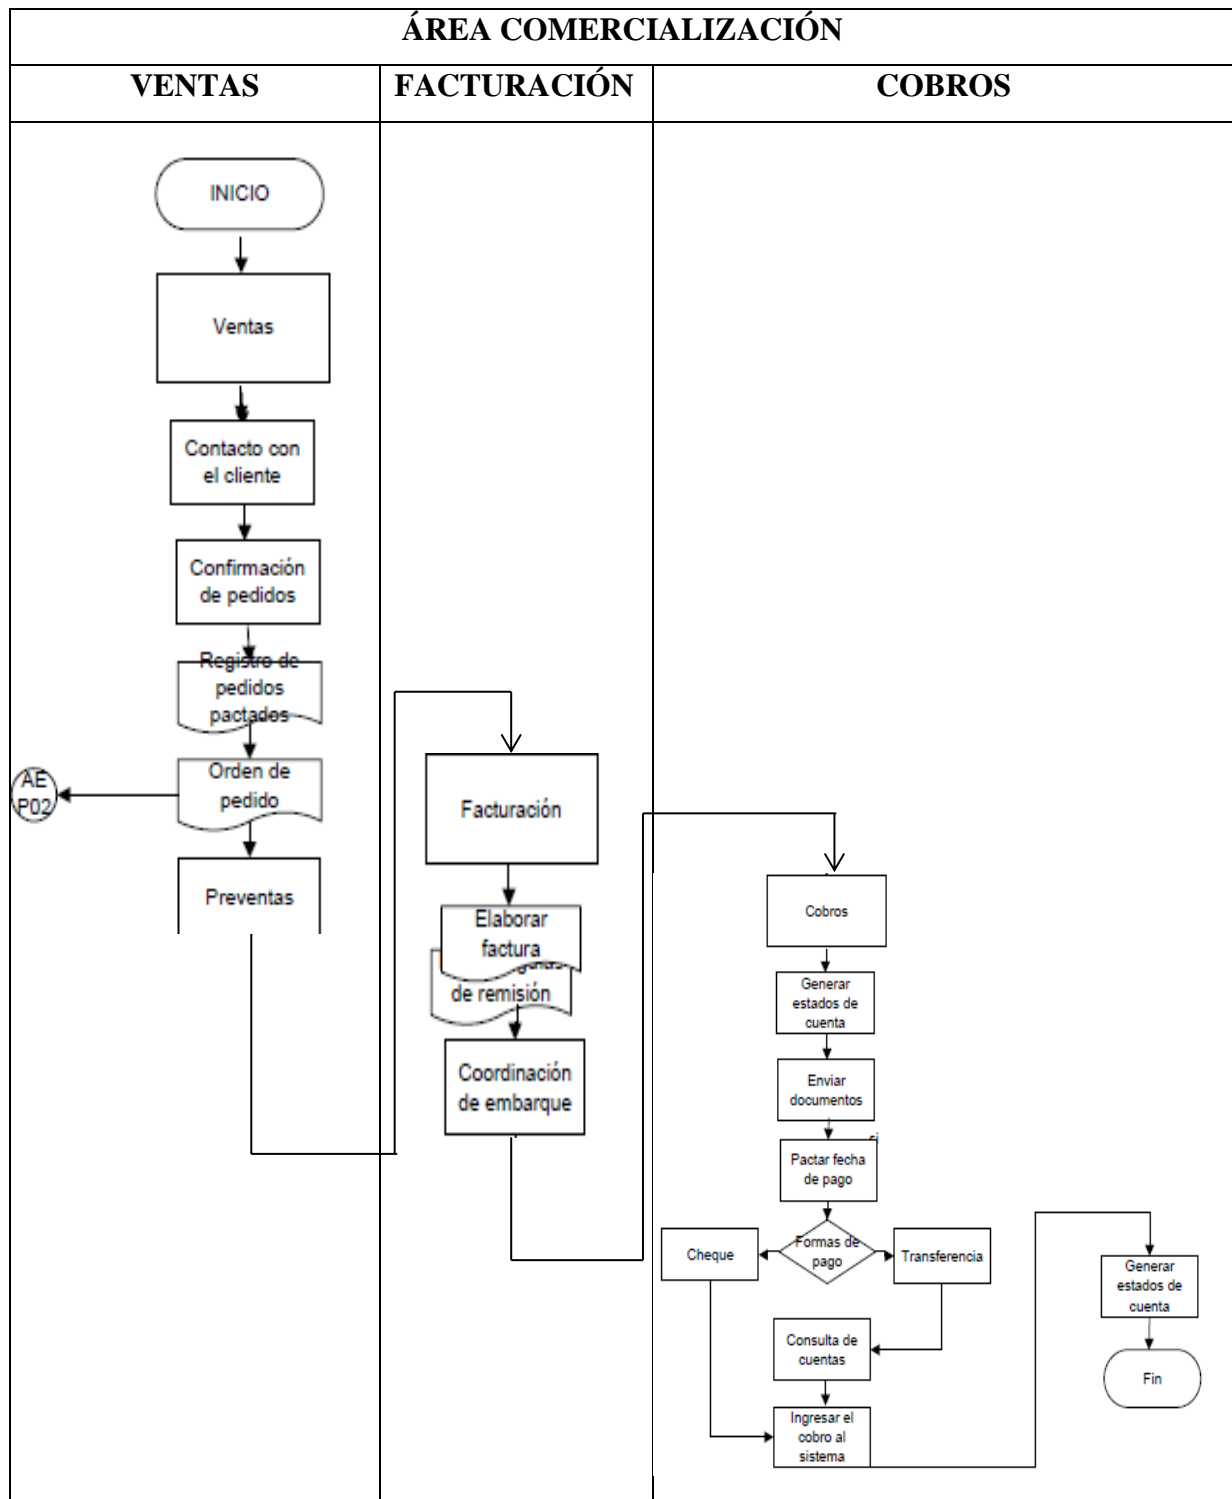 ÁREA COMERCIALIZACIÓN
VENTAS
FACTURACIÓN
COBROS
INICIO
Ventas
Contacto con
el cliente
Confirmación
de pedidos
Registro de
pedidos
pactados
Orden de
pedido
AE
P02
Preventas
Facturación
Elaborar
factura
de remisión
Coordinación
de embarque
Cobros
Generar
estados de
cuenta
Enviar
documentos
si
Pactar fecha
de pago
Formas de
pago
Cheque
Transferencia
Consulta de
cuentas
Ingresar el
cobro al
sistema
Generar
estados de
cuenta
Fin